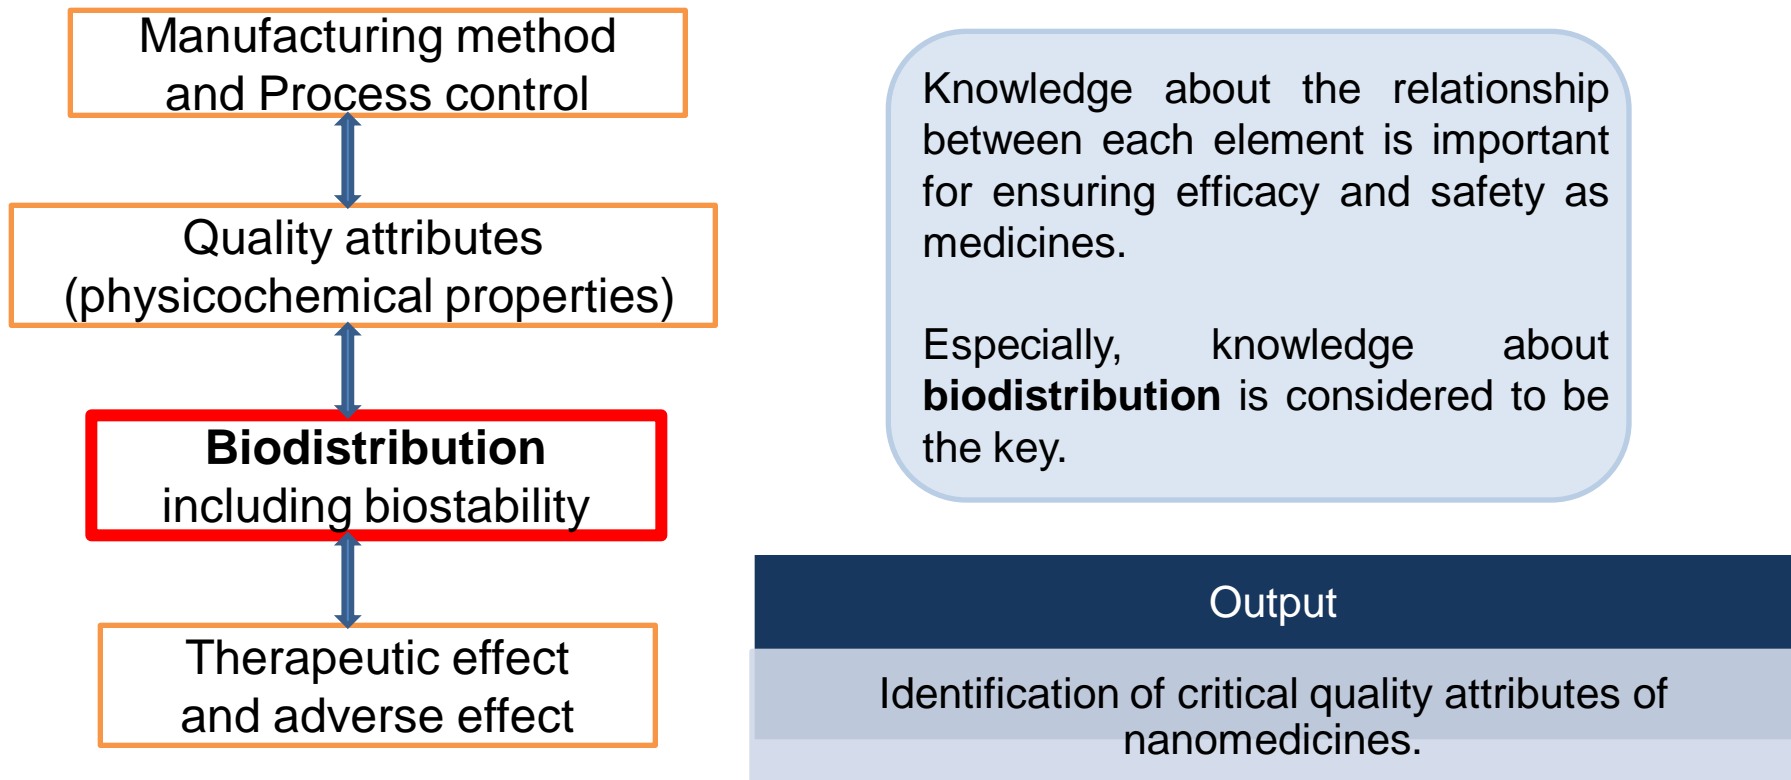 Manufacturing method
and Process control
Quality attributes
(physicochemical properties)
Biodistribution
including biostability
Therapeutic effect
and adverse effect
Knowledge about the relationship
between each element is important
for ensuring efficacy and safety as
medicines.
Especially, knowledge about
biodistribution is considered to be
the key.
Output
Identification of critical quality attributes of
nanomedicines.